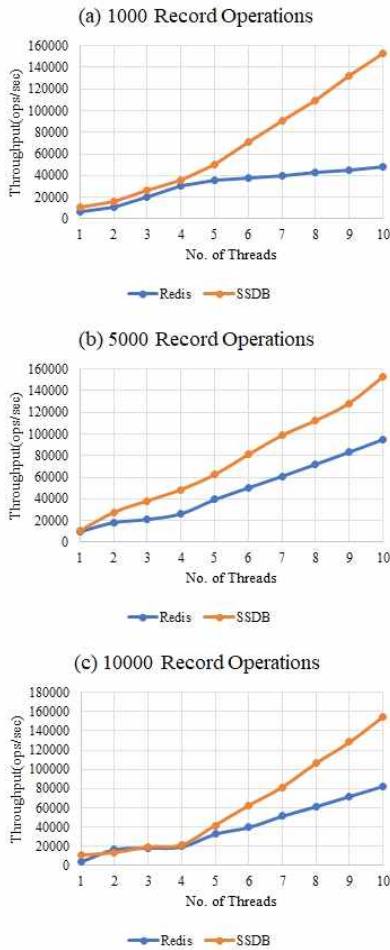 (a) 1000 Record Operations
160000
140000
120000
100000
80000
60000
40000
20000
0
Throughput(ops/sec)
1 2 3 4 5 6 7 8 9 10
No. of Threads
Redis SSDB
(b) 5000 Record Operations
160000
140000
120000
100000
80000
60000
40000
20000
0
Throughput(ops/sec)
1 2 3 4 5 6 7 8 9 10
No. of Threads
Redis SSDB
(c) 10000 Record Operations
180000
160000
140000
120000
100000
80000
60000
40000
20000
0
Throughput(ops/sec)
1 2 3 4 5 6 7 8 9 10
No. of Threads
Redis SSDB